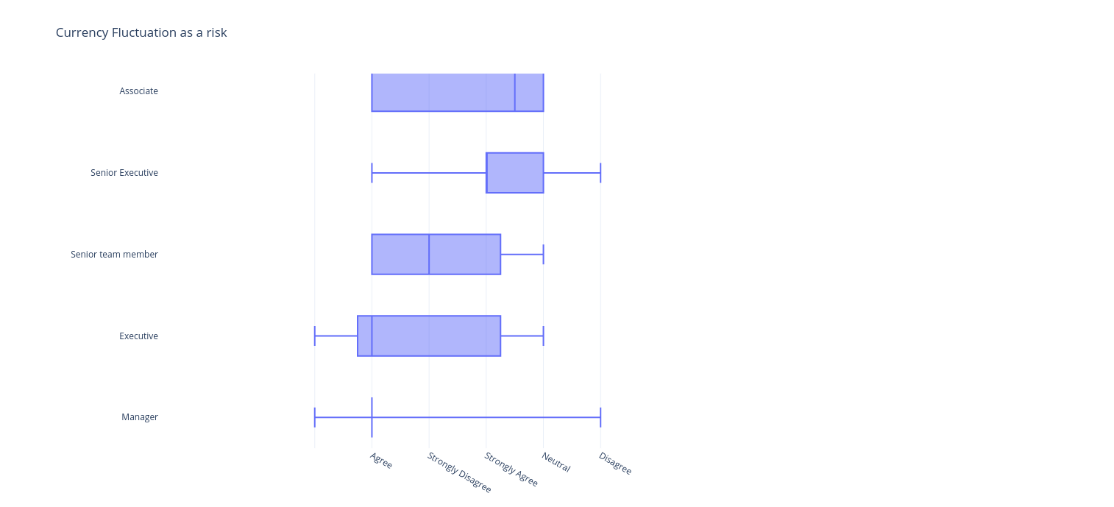 Currency Fluctuation as a risk
Associate
Senior Executive
Senior team member
Executive
Manager
Agree
Strongly Disagree
Strongly Agree
Neutral
Disagree